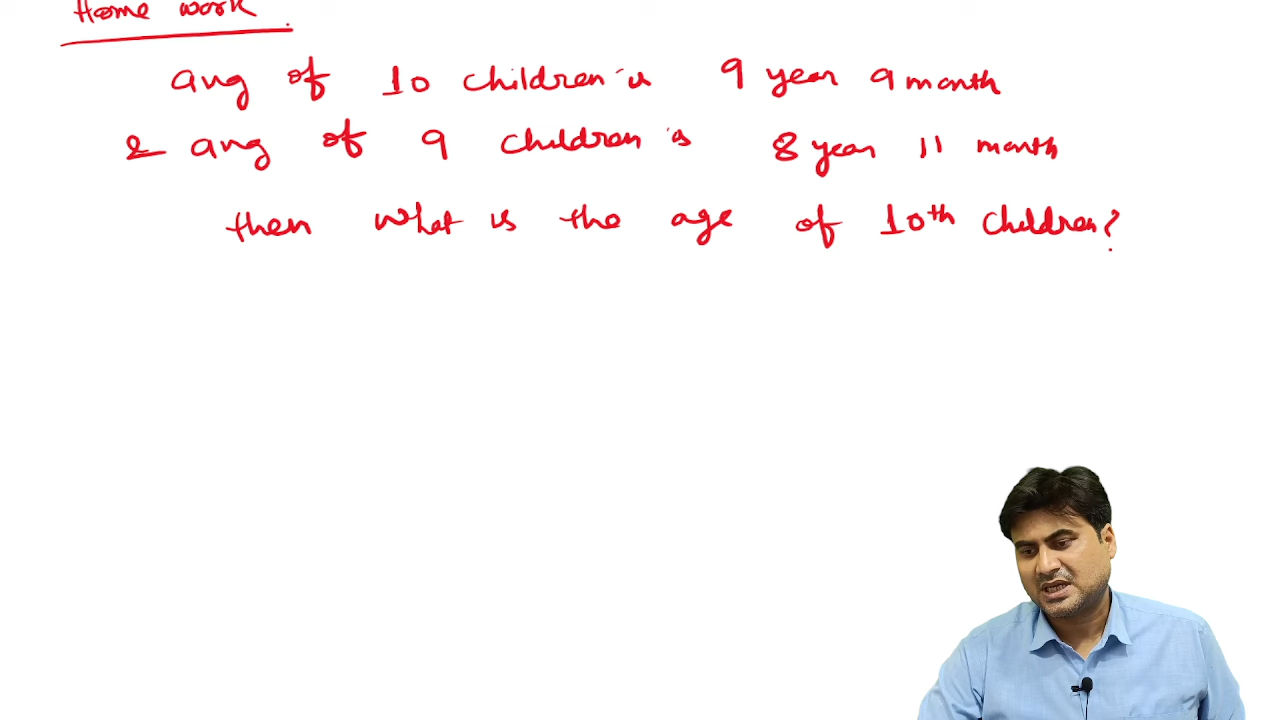 Home work.
avg of 10 children is 9 year 9 month
& avg of 9 children is 8 year 11 month
then what is the age of 10th children?